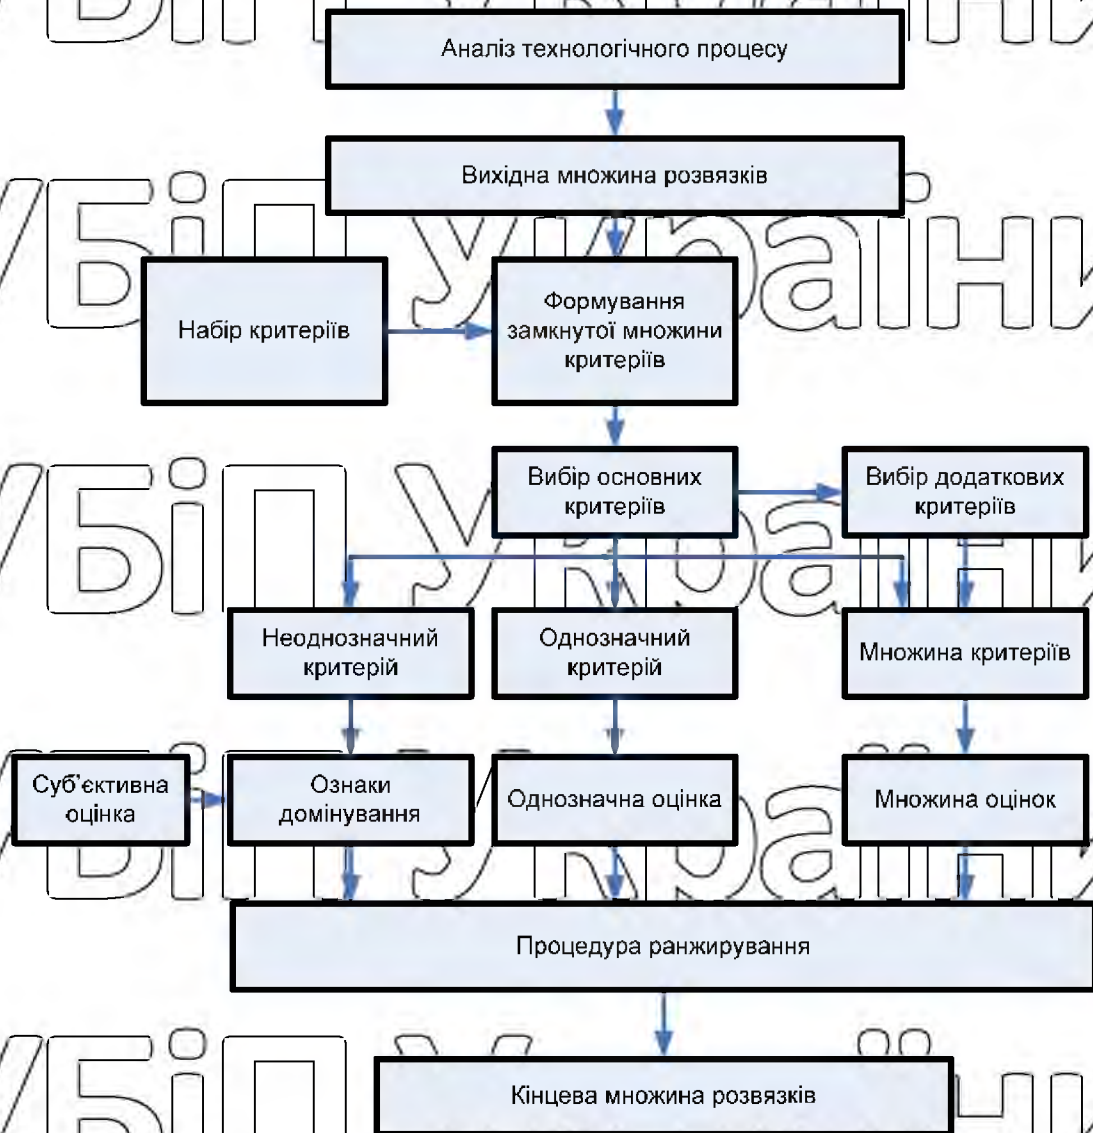 Аналіз технологічного процесу
Вихідна множина розвязків
Набір критеріїв
Формування
замкнутої множини
критеріїв
Вибір основних
критеріїв
Вибір додаткових
критеріїв
Неоднозначний
критерій
Однозначний
критерій
Множина критеріїв
Суб’єктивна
оцінка
Ознаки
домінування
Однозначна оцінка
Множина оцінок
Процедура ранжирування
Кінцева множина розвязків